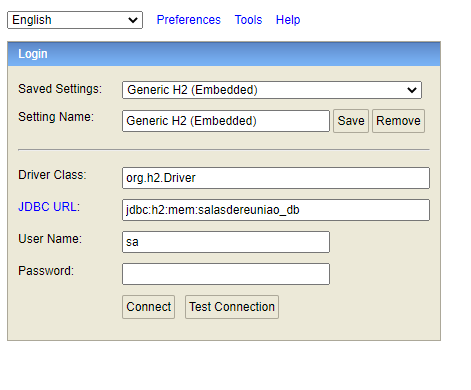 English Preferences Tools Help
Login
Saved Settings: Generic H2 (Embedded)
Setting Name: Generic H2 (Embedded) Save Remove
Driver Class: org.h2.Driver
JDBC URL: jdbc:h2:mem:salasdereuniao_db
User Name: sa
Password:
Connect Test Connection